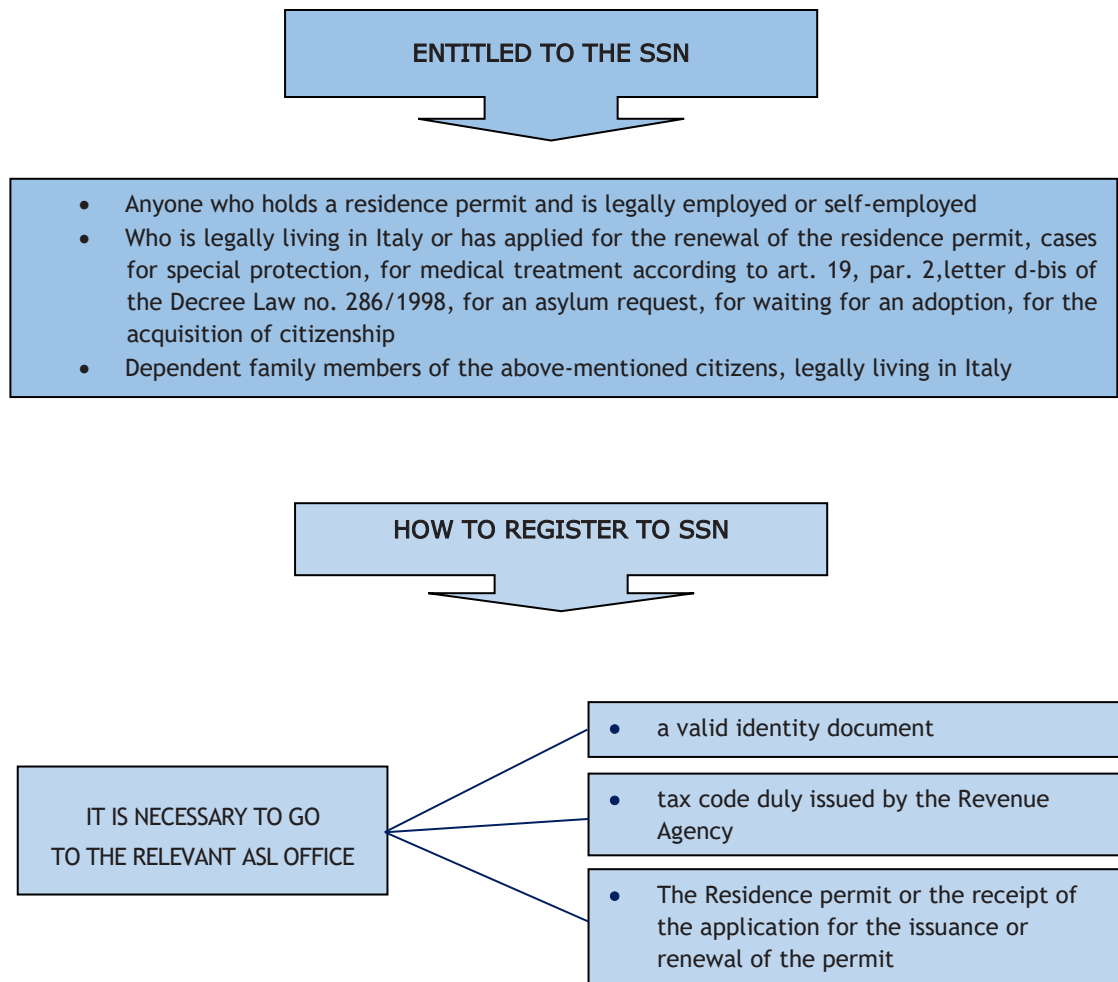 ENTITLED TO THE SSN
• Anyone who holds a residence permit and is legally employed or self-employed
• Who is legally living in Italy or has applied for the renewal of the residence permit, cases
for special protection, for medical treatment according to art. 19, par. 2,letter d-bis of
the Decree Law no. 286/1998, for an asylum request, for waiting for an adoption, for the
acquisition of citizenship
• Dependent family members of the above-mentioned citizens, legally living in Italy
HOW TO REGISTER TO SSN
IT IS NECESSARY TO GO
TO THE RELEVANT ASL OFFICE
• a valid identity document
• tax code duly issued by the Revenue
Agency
• The Residence permit or the receipt of
the application for the issuance or
renewal of the permit